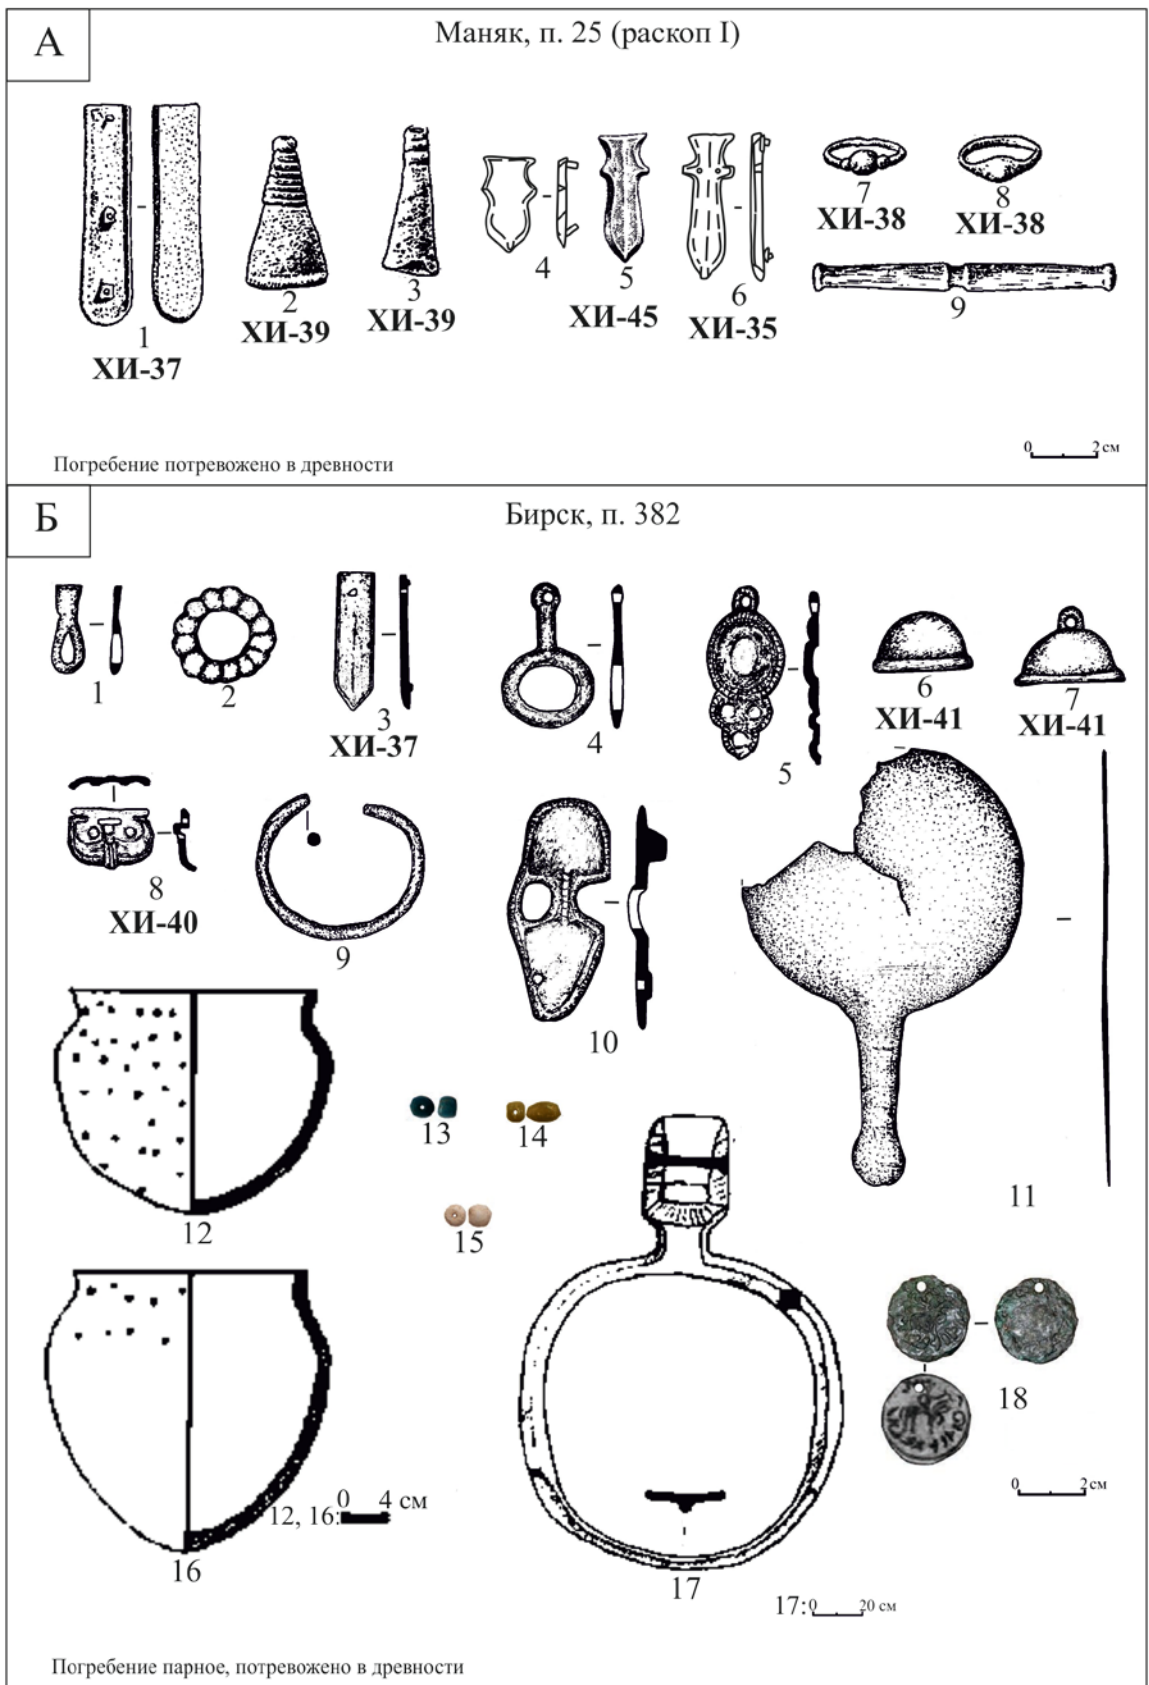 А
Маняк, п. 25 (раскоп I)
1
ХИ-37
2
ХИ-39
3
ХИ-39
4
5
ХИ-45
6
ХИ-35
7
ХИ-38
8
ХИ-38
9
0 2 см
Погребение потревожено в древности
Б
Бирск, п. 382
1
2
3
ХИ-37
4
5
6
ХИ-41
7
ХИ-41
8
ХИ-40
9
10
11
12
13
14
15
16
12, 16: 0 4 см
17
17: 0 20 см
18
0 2 см
Погребение парное, потревожено в древности